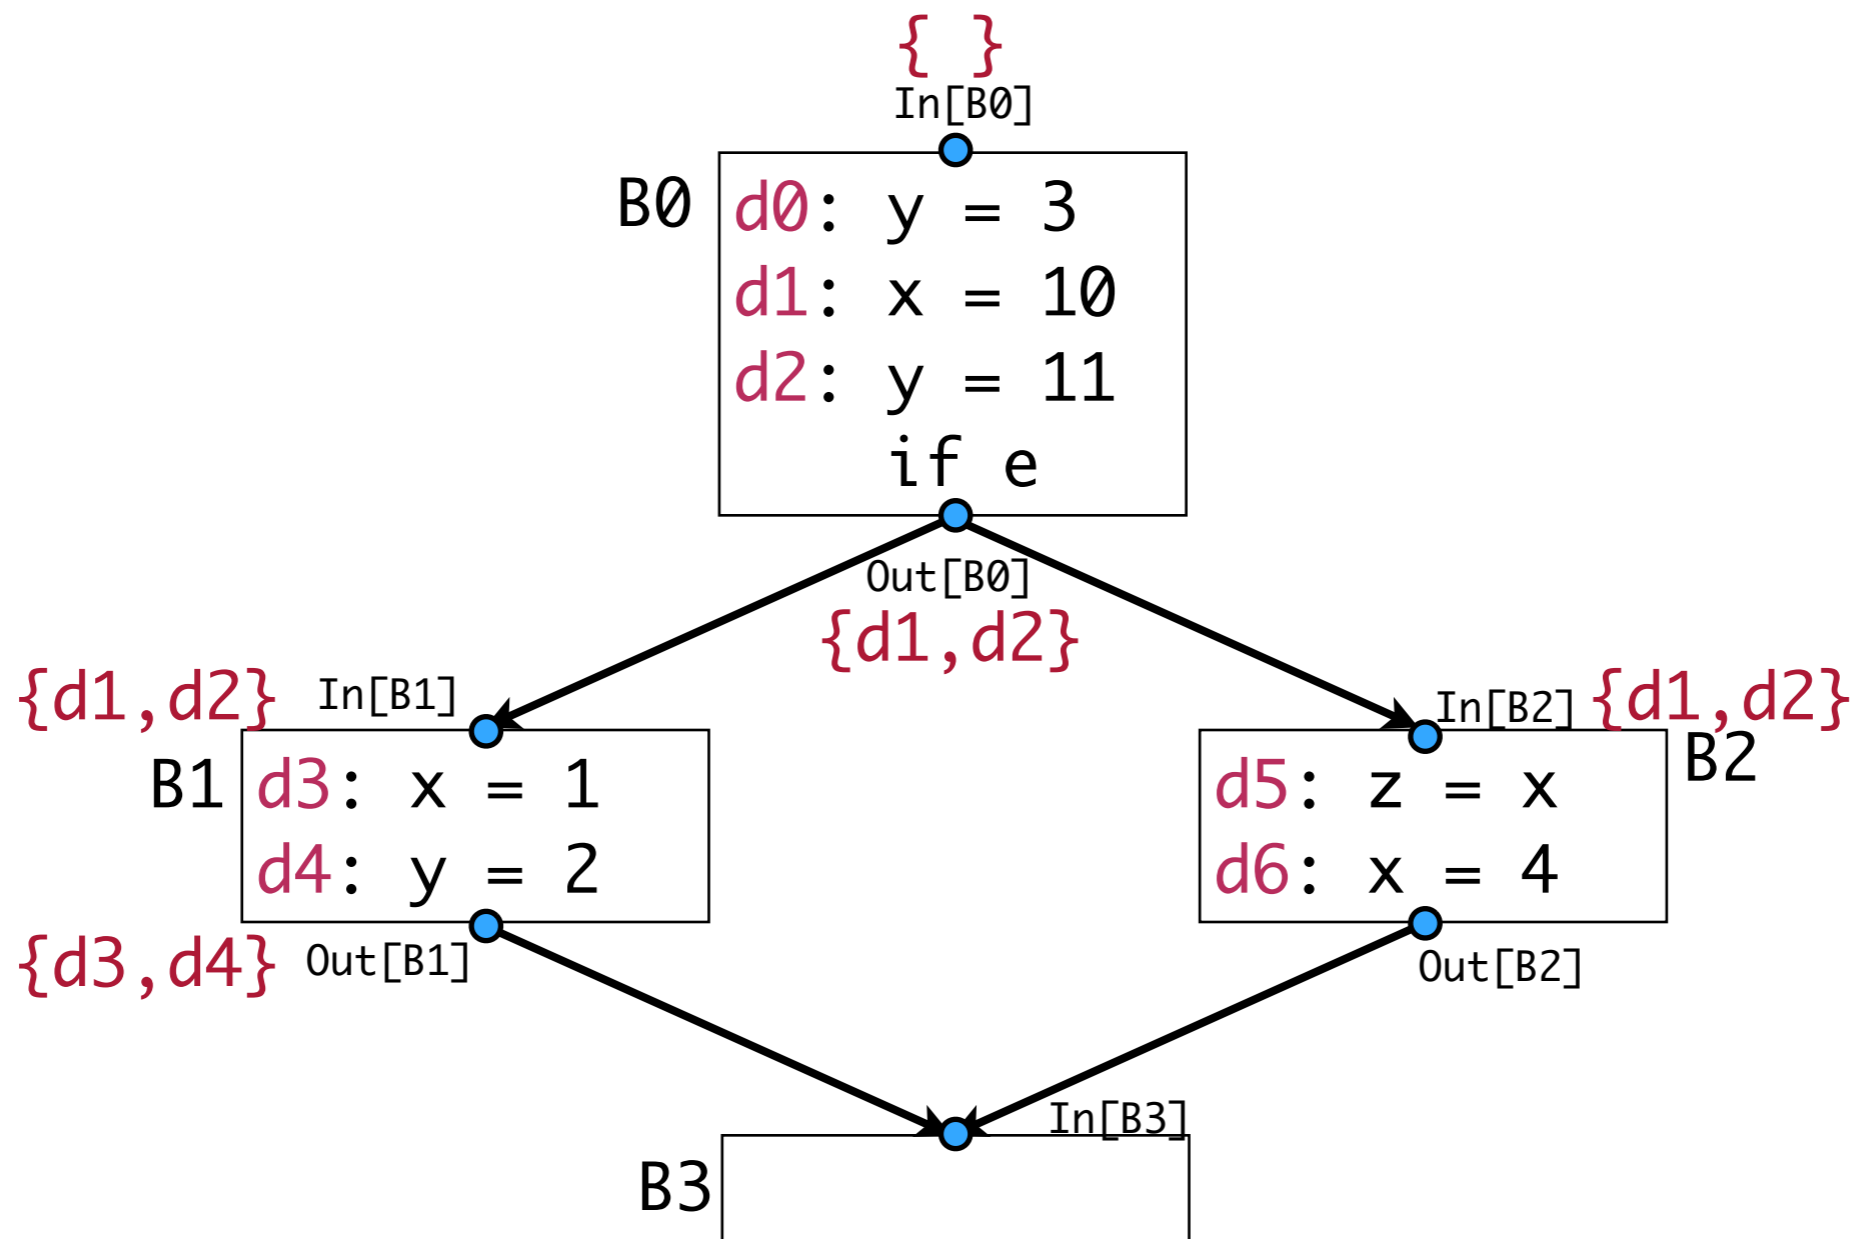 { }
In[B0]
B0
d0: y = 3
d1: x = 10
d2: y = 11
if e
Out[B0]
{d1,d2}
{d1,d2} In[B1]
B1
d3: x = 1
d4: y = 2
{d3,d4} Out[B1]
In[B2] {d1,d2}
B2
d5: z = x
d6: x = 4
Out[B2]
In[B3]
B3